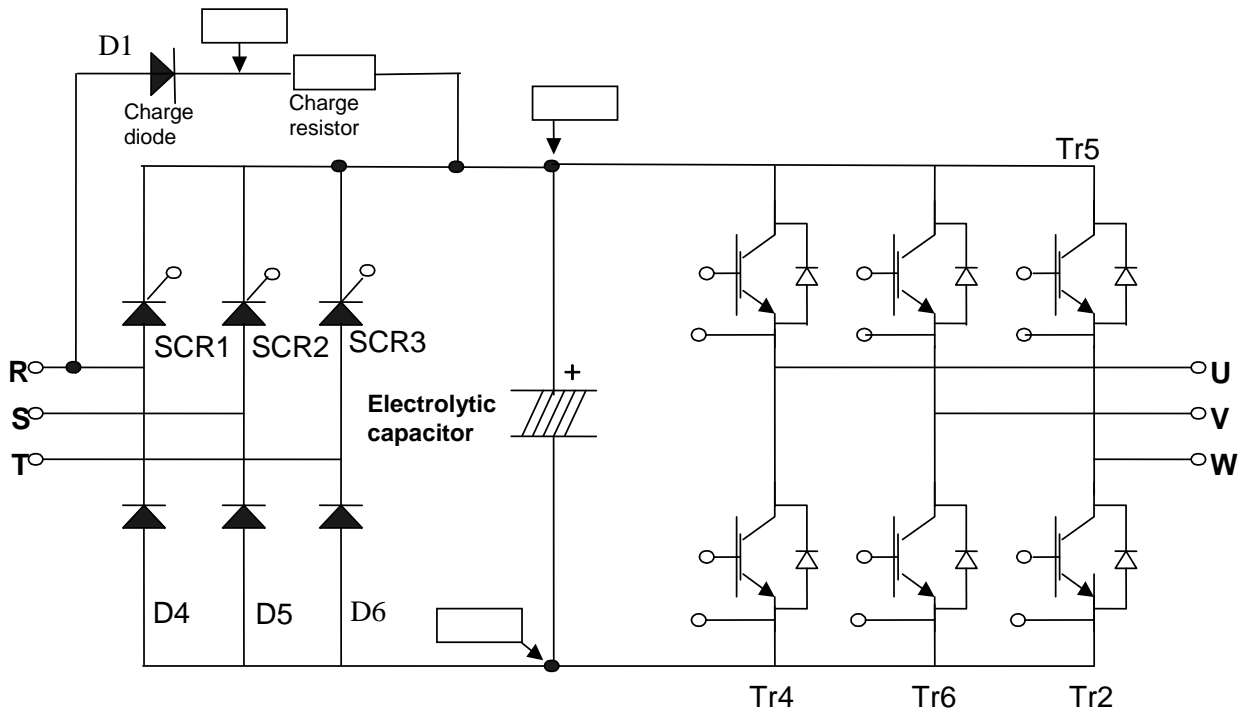 D1
Charge
diode
Charge
resistor
Tr5
SCR1
SCR2
SCR3
R
S
T
+
Electrolytic
capacitor
U
V
W
D4
D5
D6
Tr4
Tr6
Tr2